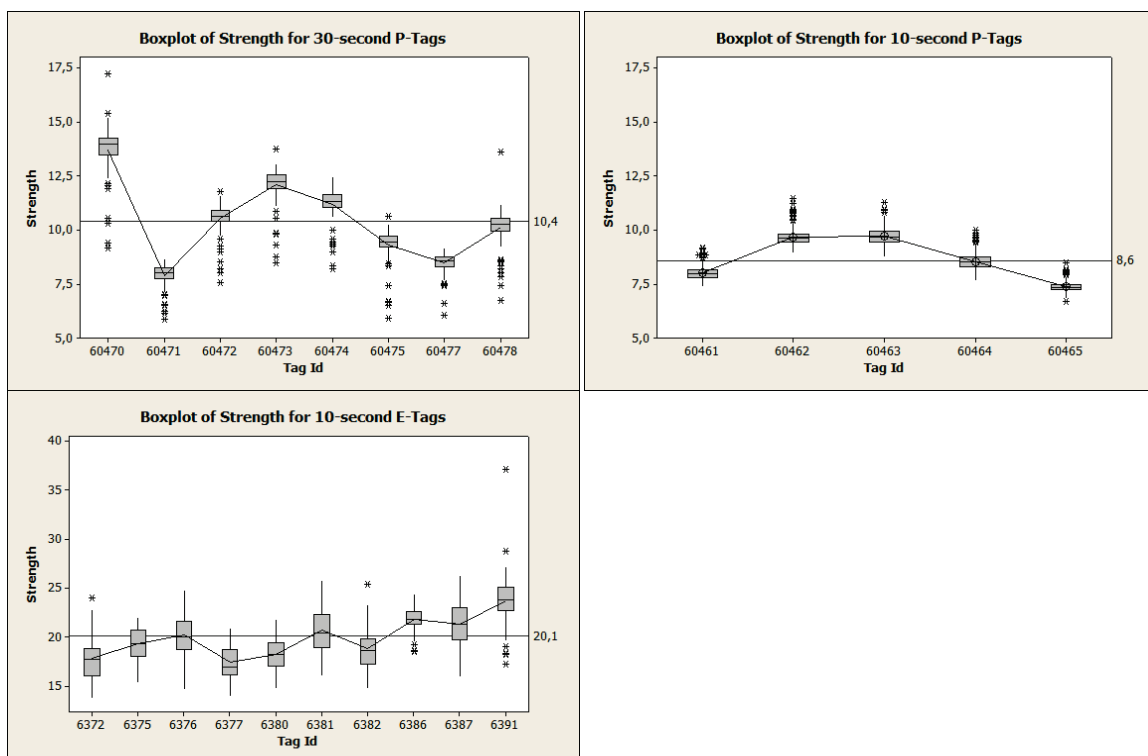 Boxplot of Strength for 30-second P-Tags
17,5
15,0
12,5
10,0
7,5
5,0
Strength
10,4
60470 60471 60472 60473 60474 60475 60477 60478
Tag Id
Boxplot of Strength for 10-second P-Tags
17,5
15,0
12,5
10,0
7,5
5,0
Strength
8,6
60461 60462 60463 60464 60465
Tag Id
Boxplot of Strength for 10-second E-Tags
40
35
30
25
20
15
Strength
20,1
6372 6375 6376 6377 6380 6381 6382 6386 6387 6391
Tag Id